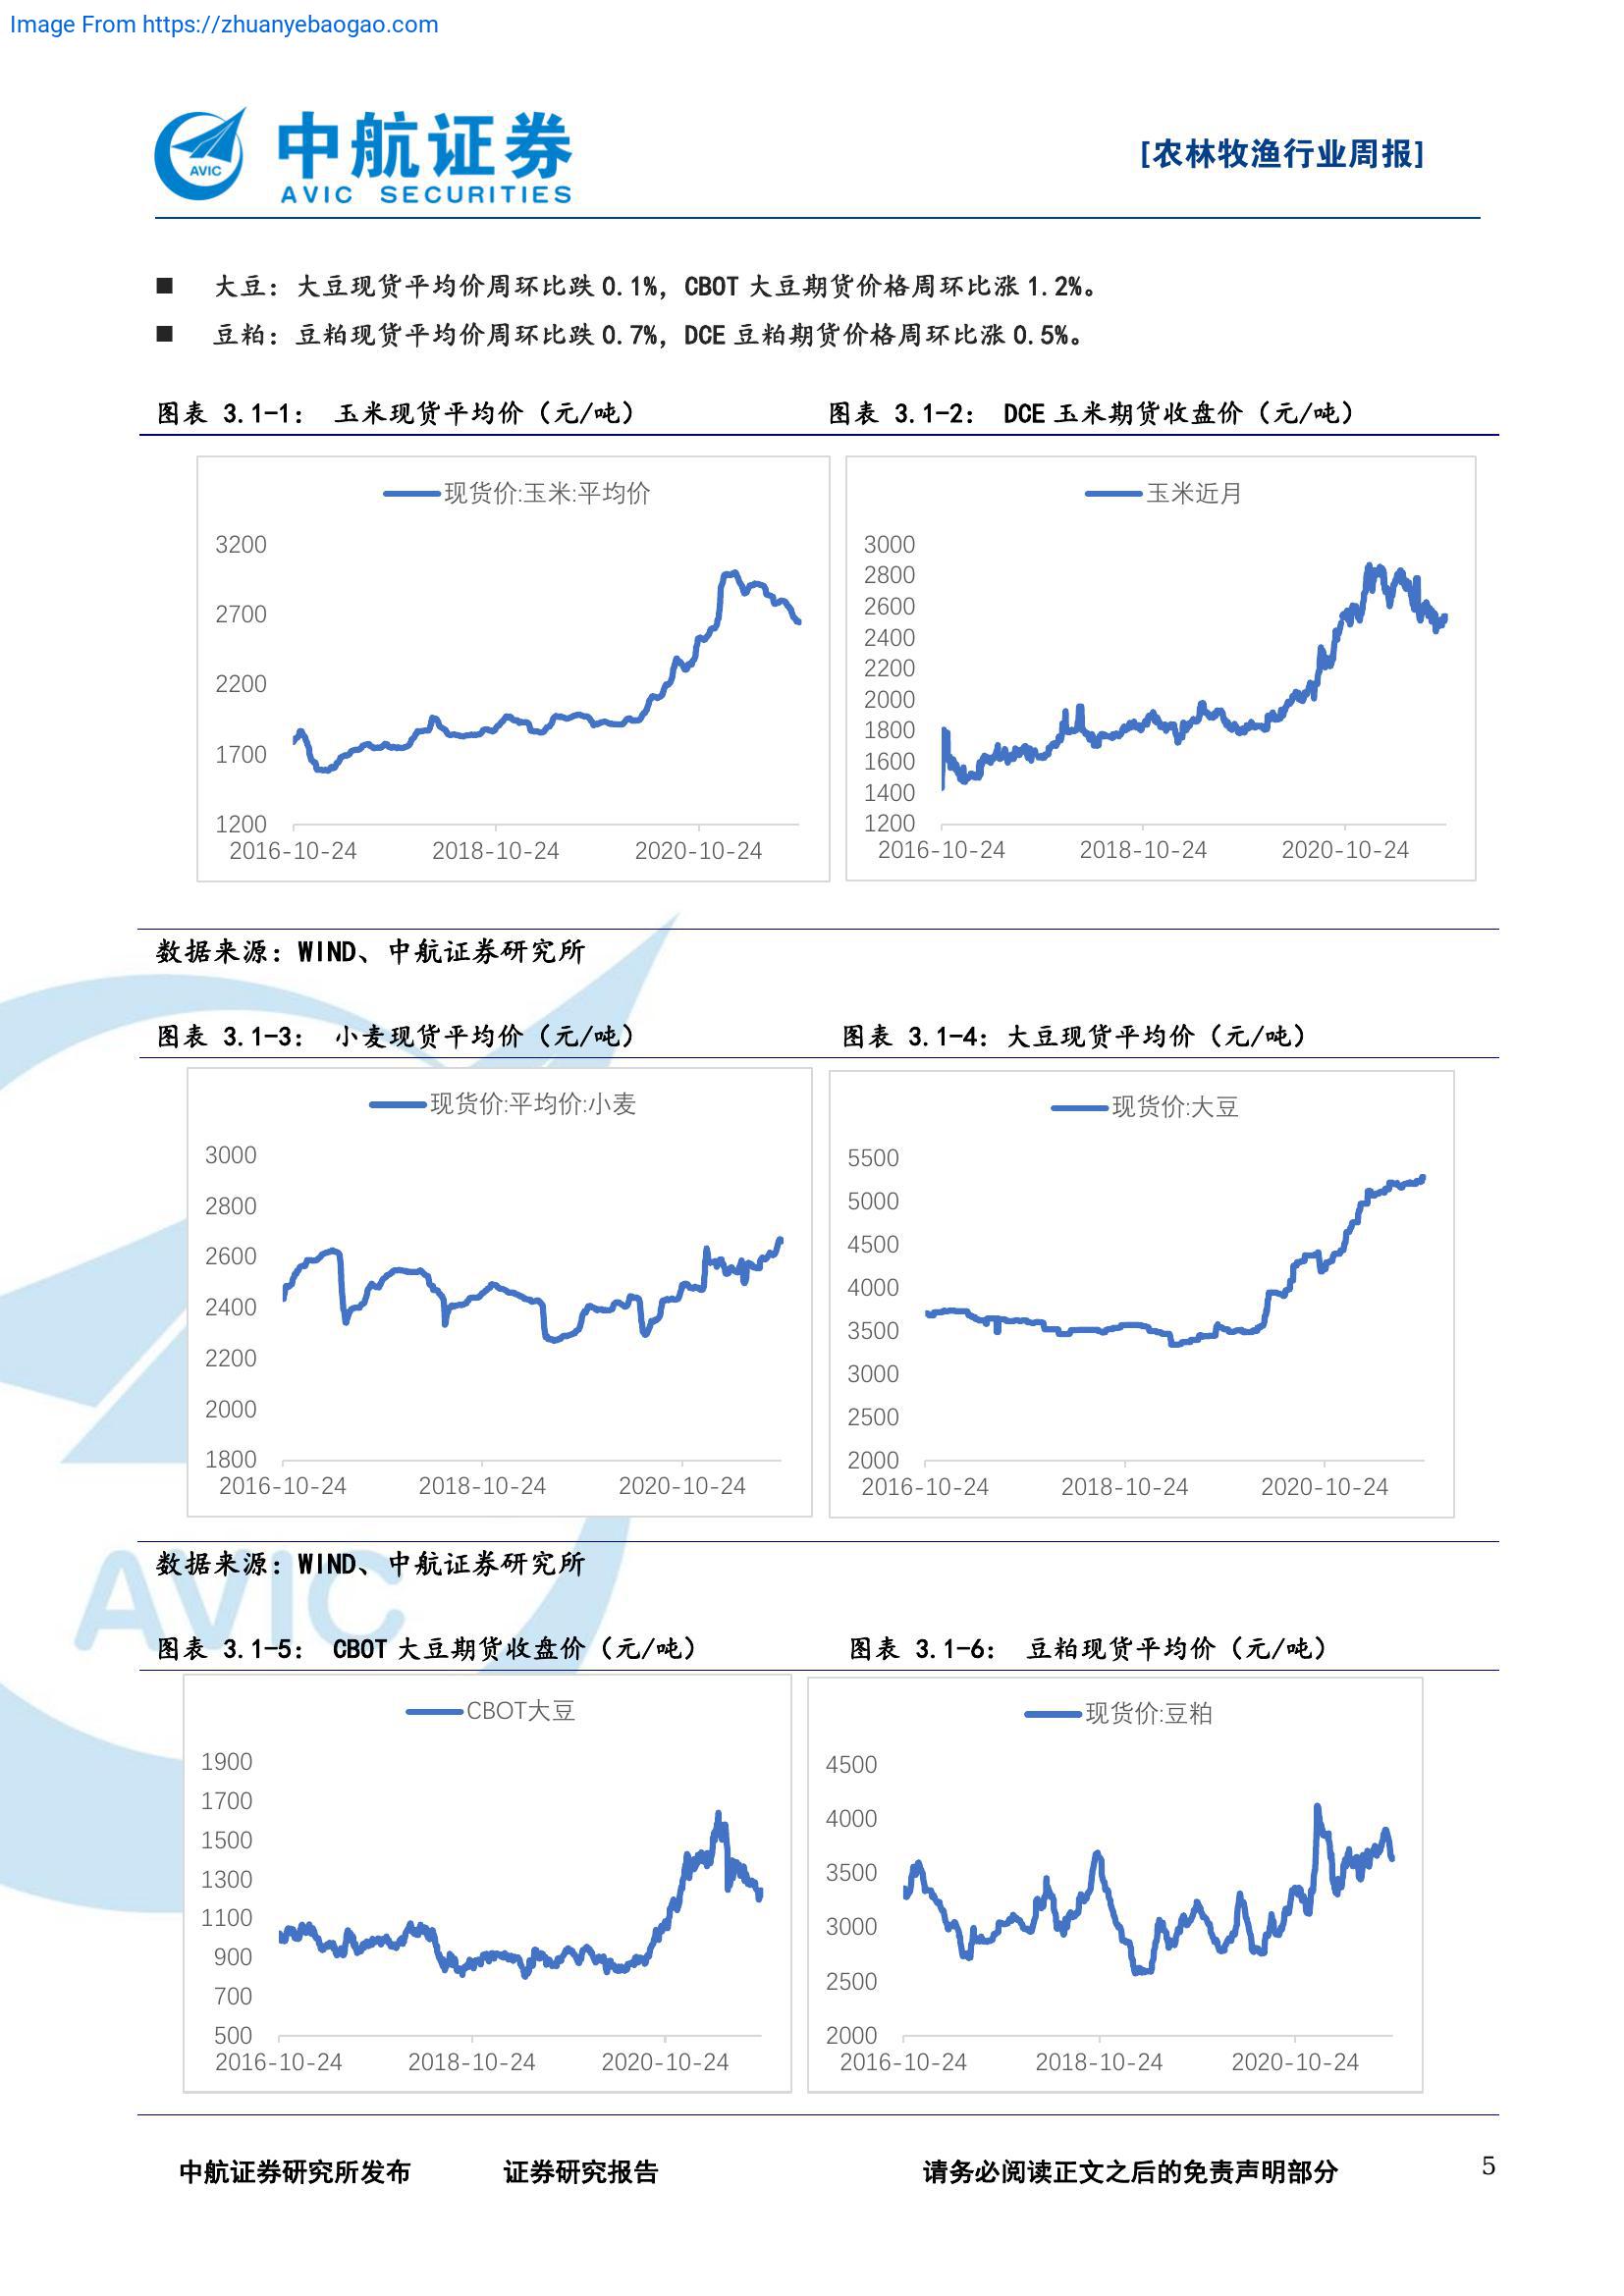 Image From https://zhuanyebaogao.com
AVIC
中航证券
AVIC SECURITIES
[农林牧渔行业周报]
■ 大豆：大豆现货平均价周环比跌 0.1%，CBOT 大豆期货价格周环比涨 1.2%。
■ 豆粕：豆粕现货平均价周环比跌 0.7%，DCE 豆粕期货价格周环比涨 0.5%。
图表 3.1-1： 玉米现货平均价（元/吨）
图表 3.1-2： DCE 玉米期货收盘价（元/吨）
现货价:玉米:平均价
3200
2700
2200
1700
1200
2016-10-24 2018-10-24 2020-10-24
玉米近月
3000
2800
2600
2400
2200
2000
1800
1600
1400
1200
2016-10-24 2018-10-24 2020-10-24
数据来源：WIND、中航证券研究所
图表 3.1-3： 小麦现货平均价（元/吨）
图表 3.1-4：大豆现货平均价（元/吨）
现货价:平均价:小麦
3000
2800
2600
2400
2200
2000
1800
2016-10-24 2018-10-24 2020-10-24
现货价:大豆
5500
5000
4500
4000
3500
3000
2500
2000
2016-10-24 2018-10-24 2020-10-24
数据来源：WIND、中航证券研究所
AVIC
图表 3.1-5： CBOT 大豆期货收盘价（元/吨）
图表 3.1-6： 豆粕现货平均价（元/吨）
CBOT大豆
1900
1700
1500
1300
1100
900
700
500
2016-10-24 2018-10-24 2020-10-24
现货价:豆粕
4500
4000
3500
3000
2500
2000
2016-10-24 2018-10-24 2020-10-24
中航证券研究所发布 证券研究报告 请务必阅读正文之后的免责声明部分 5